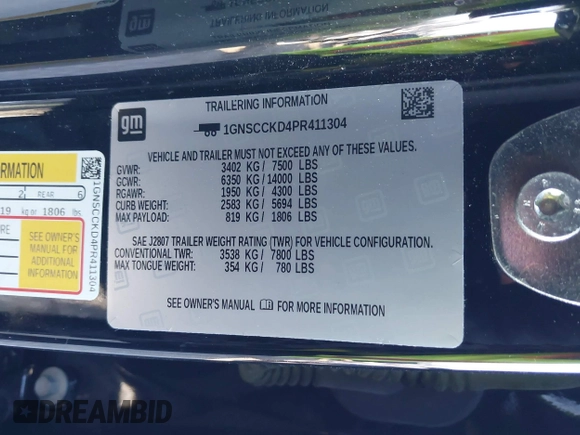 gm
TRAILERING INFORMATION
1GNSCCKD4PR411304
VEHICLE AND TRAILER MUST NOT EXCEED ANY OF THESE VALUES.
GVWR: 3402 KG / 7500 LBS
GCWR: 6350 KG / 14000 LBS
RGAWR: 1950 KG / 4300 LBS
CURB WEIGHT: 2583 KG / 5694 LBS
MAX PAYLOAD: 819 KG / 1806 LBS
SAE J2807 TRAILER WEIGHT RATING (TWR) FOR VEHICLE CONFIGURATION.
CONVENTIONAL TWR: 3538 KG / 7800 LBS
MAX TONGUE WEIGHT: 354 KG / 780 LBS
SEE OWNER'S MANUAL FOR MORE INFORMATION
REAR 6
19 kg or 1806 lbs.
SEE OWNER'S
MANUAL FOR
ADDITIONAL
INFORMATION
1GNSCCKD4PR411304
DREAMBID